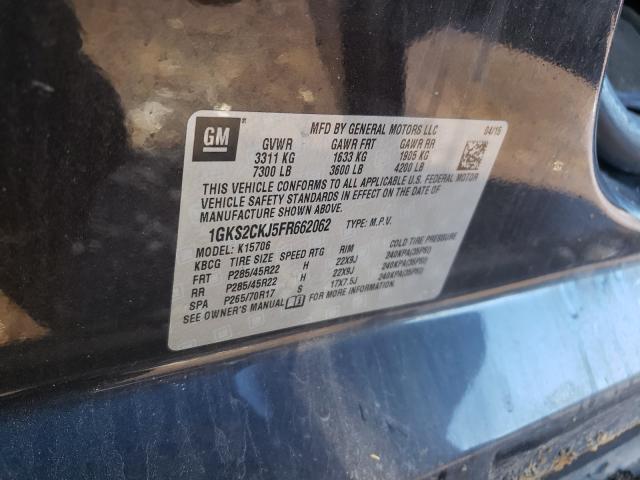 GM
MFD BY GENERAL MOTORS LLC 04/15
GVWR GAWR FRT GAWR RR
3311 KG 1633 KG 1905 KG
7300 LB 3600 LB 4200 LB
THIS VEHICLE CONFORMS TO ALL APPLICABLE U.S. FEDERAL MOTOR
VEHICLE SAFETY STANDARDS IN EFFECT ON THE DATE OF
MANUFACTURE SHOWN ABOVE.
1GKS2CKJ5FR662062 TYPE: M.P.V.
MODEL: K15706
KBCG TIRE SIZE SPEED RTG RIM COLD TIRE PRESSURE
FRT P285/45R22 H 22X9J 240KPA(35PSI)
RR P285/45R22 H 22X9J 240KPA(35PSI)
SPA P265/70R17 S 17X7.5J 240KPA(35PSI)
SEE OWNER'S MANUAL FOR MORE INFORMATION.